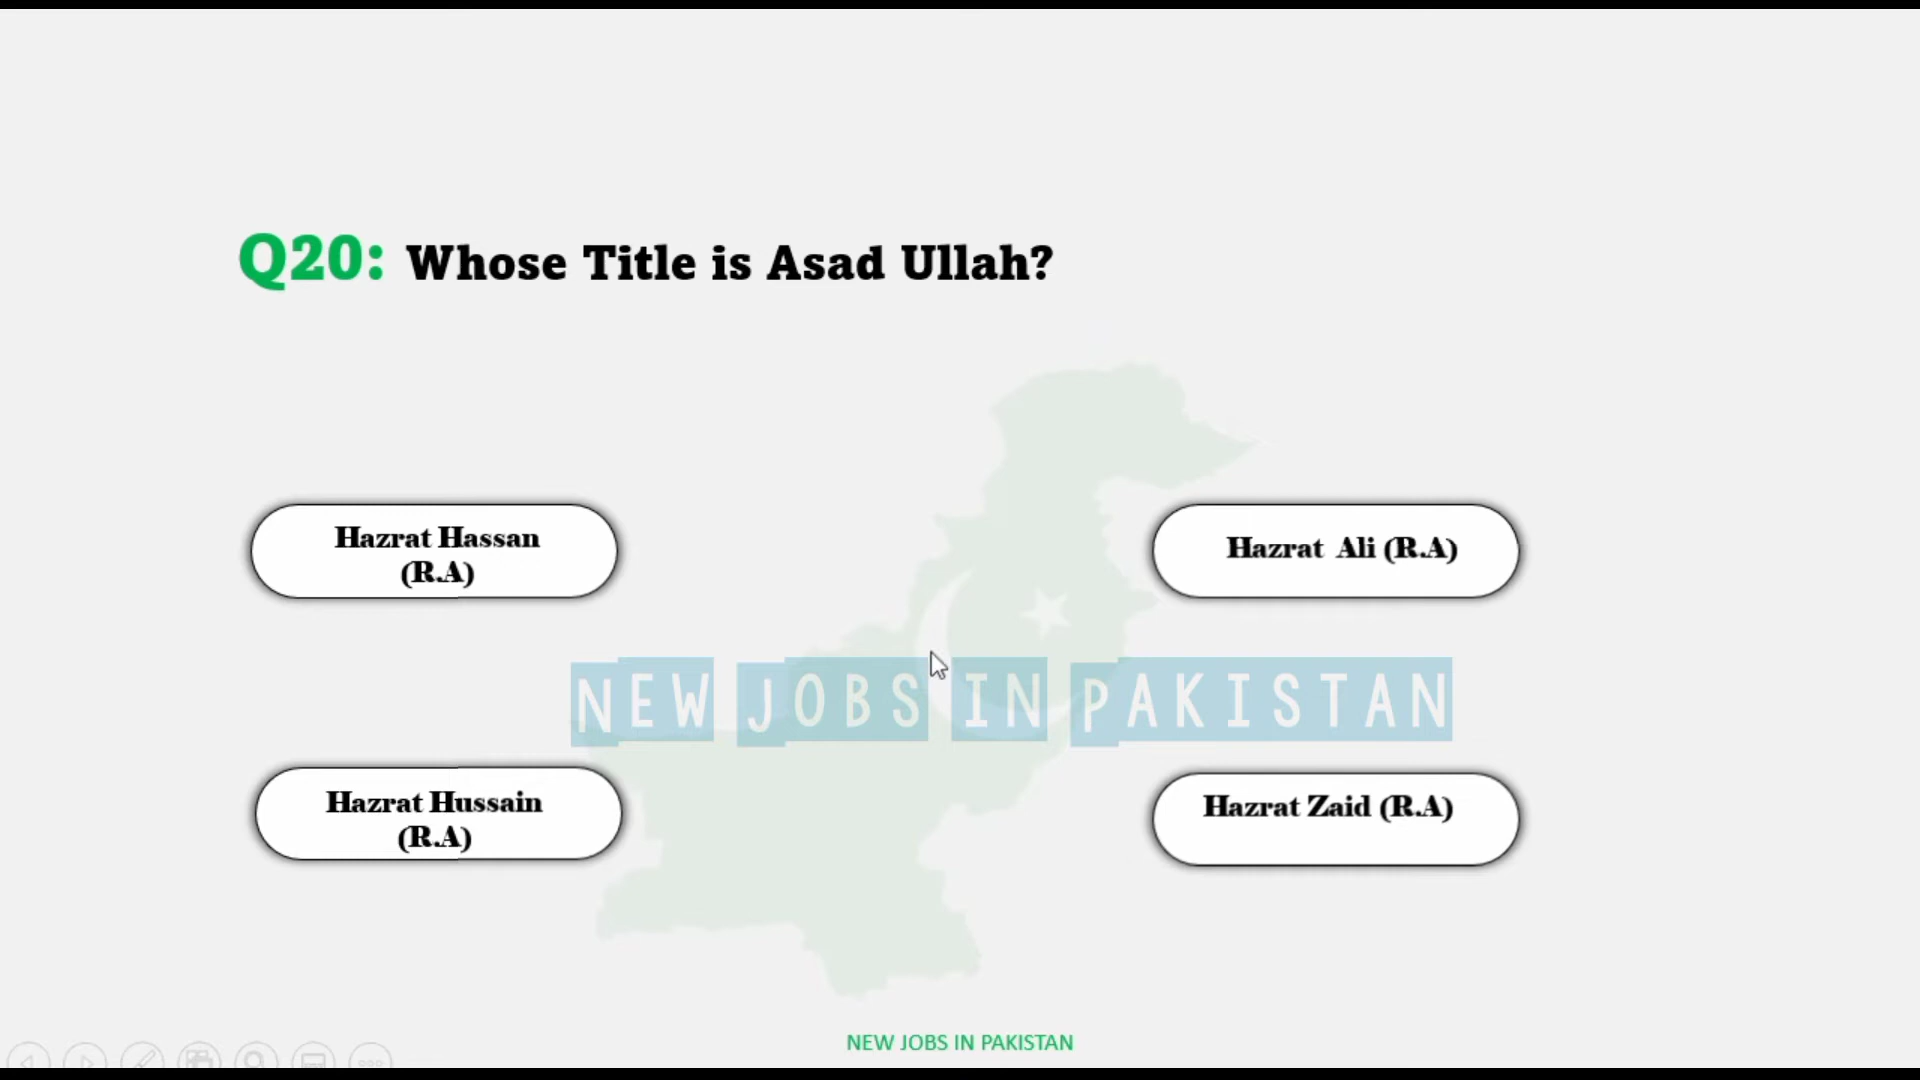 Q20: Whose Title is Asad Ullah?
Hazrat Hassan
(R.A)
Hazrat Ali (R.A)
NEW JOBS IN PAKISTAN
Hazrat Hussain
(R.A)
Hazrat Zaid (R.A)
NEW JOBS IN PAKISTAN